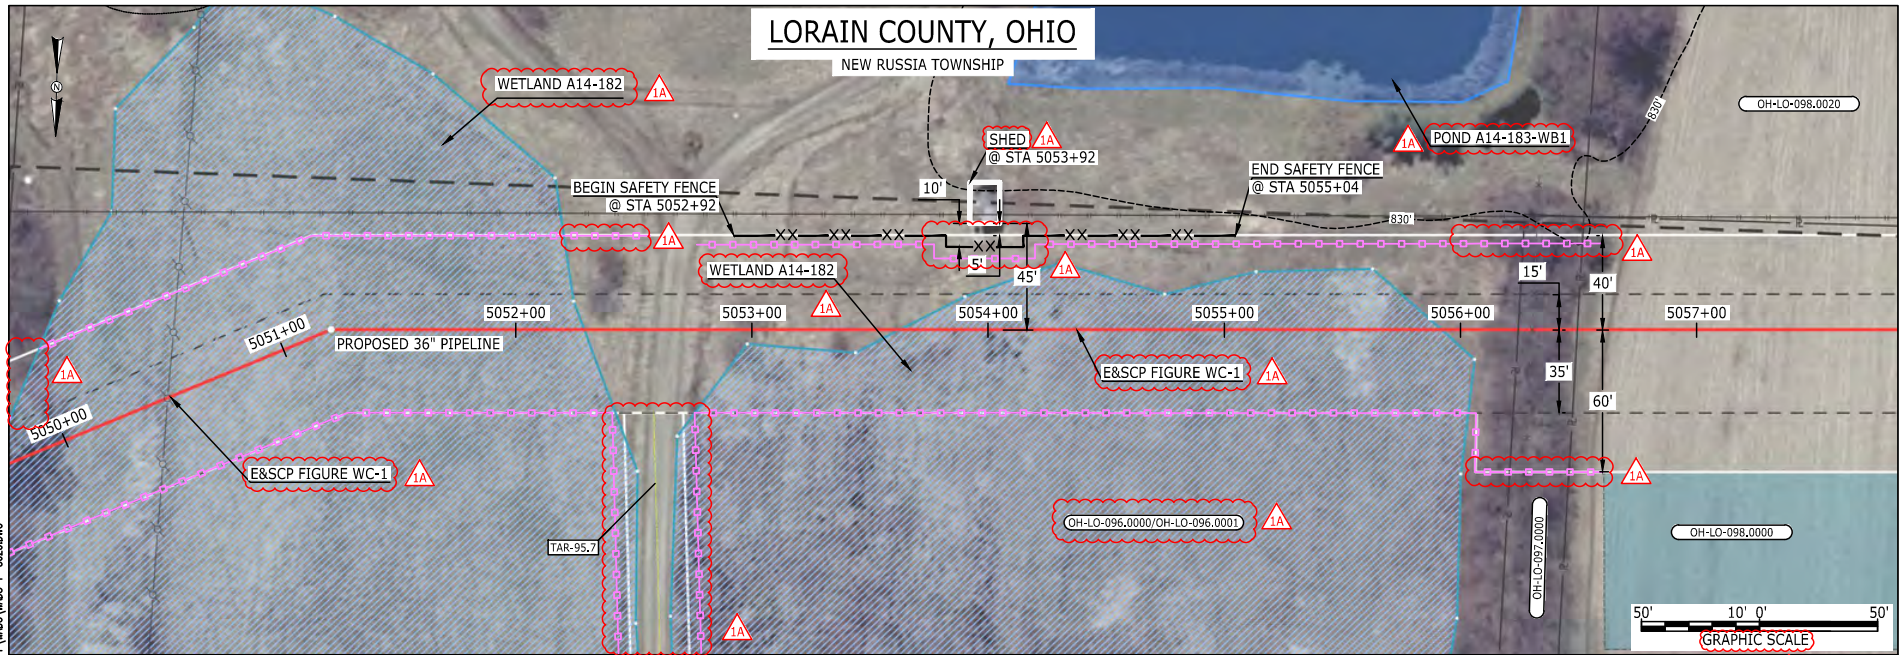 LORAIN COUNTY, OHIO
NEW RUSSIA TOWNSHIP
N
WETLAND A14-182
1A
SHED
@ STA 5053+92
1A
1A
POND A14-183-WB1
830'
OH-LO-098.0020
BEGIN SAFETY FENCE
@ STA 5052+92
10'
END SAFETY FENCE
@ STA 5055+04
830'
1A
WETLAND A14-182
1A
5'
45'
1A
15'
40'
1A
5050+00
5051+00
5052+00
5053+00
5054+00
5055+00
5056+00
5057+00
PROPOSED 36" PIPELINE
1A
E&SCP FIGURE WC-1
1A
35'
60'
E&SCP FIGURE WC-1
1A
1A
TAR-95.7
OH-LO-096.0000/OH-LO-096.0001
1A
OH-LO-097.0000
OH-LO-098.0000
1A
50' 10' 0' 50'
GRAPHIC SCALE